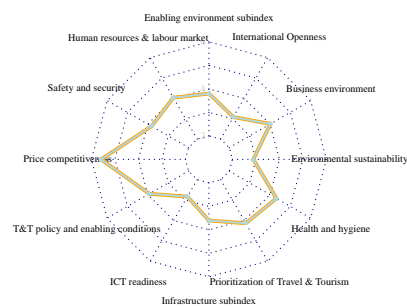 Enabling environment subindex
Human resources & labour market
International Openness
Safety and security
Business environment
Price competitiveness
Environmental sustainability
T&T policy and enabling conditions
Health and hygiene
ICT readiness
Prioritization of Travel & Tourism
Infrastructure subindex